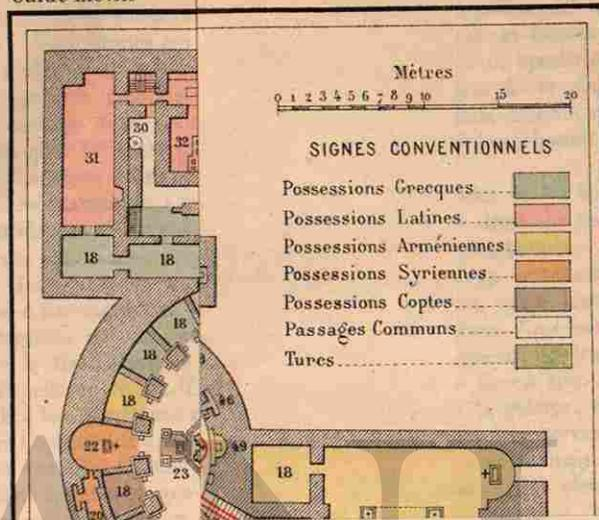 Mètres
0 1 2 3 4 5 6 7 8 9 10 15 20
SIGNES CONVENTIONNELS
Possessions Grecques
Possessions Latines
Possessions Arméniennes
Possessions Syriennes
Possessions Coptes
Passages Communs
Turcs
30
31
32
18
18
18
18
18
46
22
49
18
23
18
20